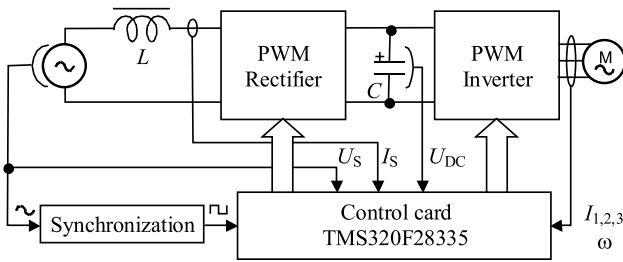 L
PWM
Rectifier
+
C
PWM
Inverter
M
U_S
I_S
U_DC
Synchronization
Control card
TMS320F28335
I_1,2,3
ω